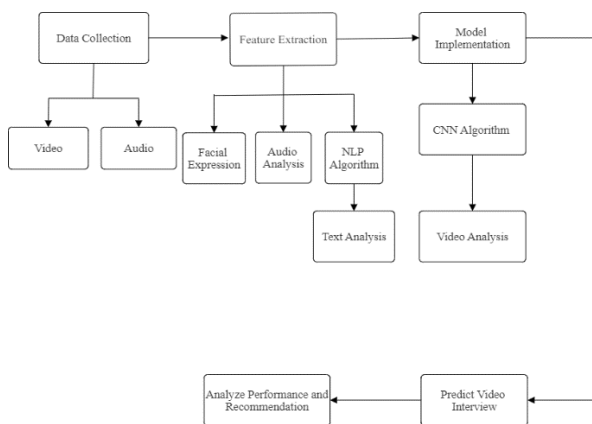 Data Collection
Feature Extraction
Model
Implementation
Video
Audio
Facial
Expression
Audio
Analysis
NLP
Algorithm
CNN Algorithm
Text Analysis
Video Analysis
Analyze Performance and
Recommendation
Predict Video
Interview